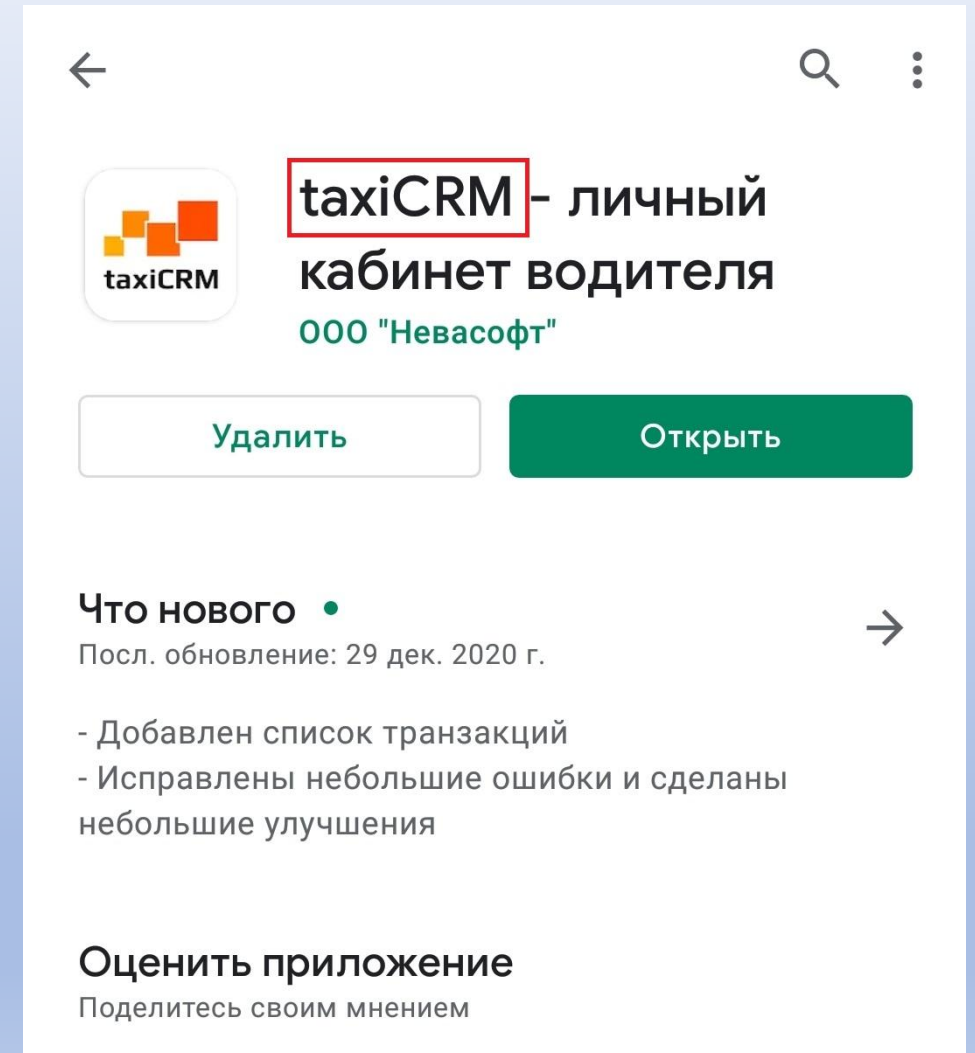 taxiCRM - личный
кабинет водителя
taxiCRM
ООО "Невасофт"
Удалить
Открыть
Что нового
Посл. обновление: 29 дек. 2020 г.
- Добавлен список транзакций
- Исправлены небольшие ошибки и сделаны
небольшие улучшения
Оценить приложение
Поделитесь своим мнением